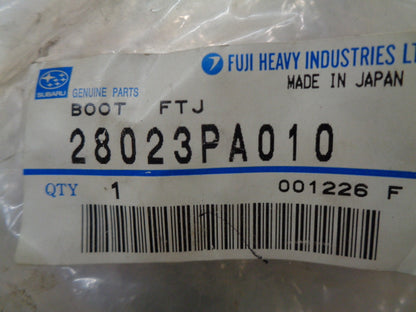 FUJI HEAVY INDUSTRIES LT
SUBARU GENUINE PARTS MADE IN JAPAN
BOOT FTJ
28023PA010
QTY 1 001226 F